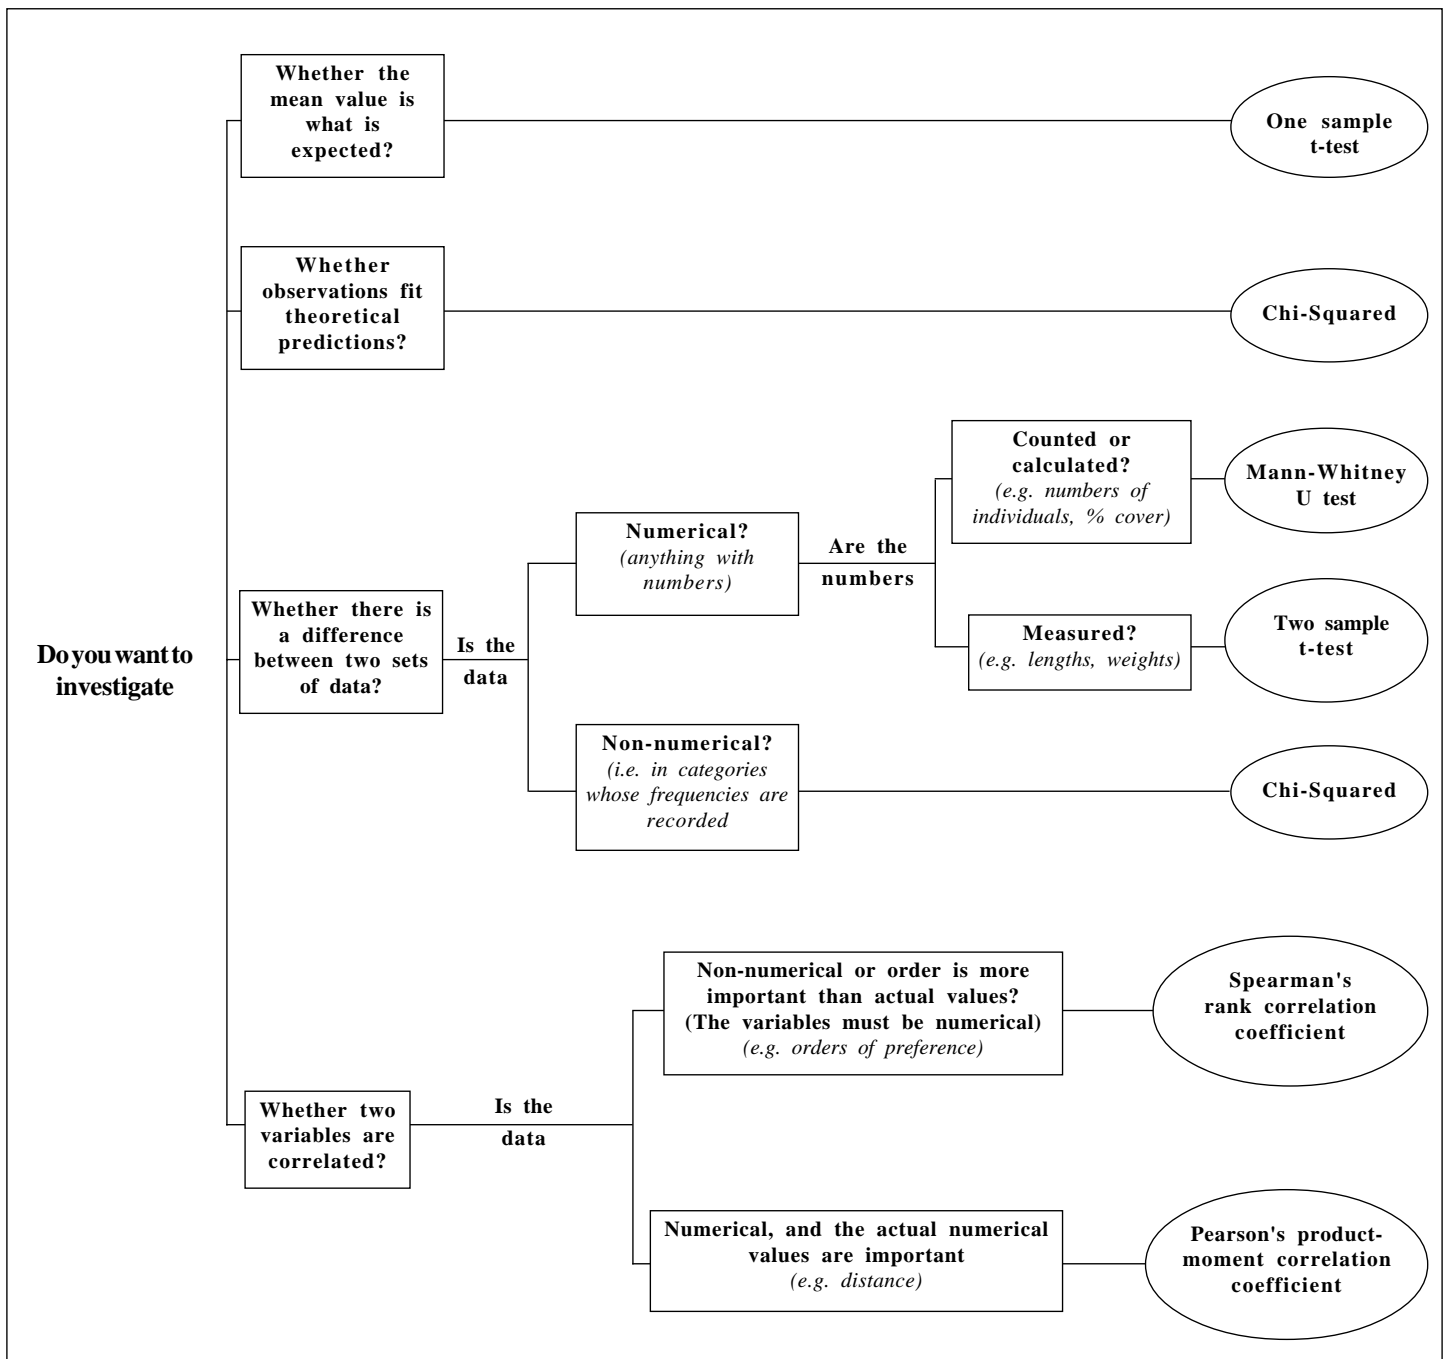 Whether the
mean value is
what is
expected?
One sample
t-test
Whether
observations fit
theoretical
predictions?
Chi-Squared
Do you want to
investigate
Whether there is
a difference
between two sets
of data?
Is the
data
Numerical?
(anything with
numbers)
Are the
numbers
Counted or
calculated?
(e.g. numbers of
individuals, % cover)
Mann-Whitney
U test
Measured?
(e.g. lengths, weights)
Two sample
t-test
Non-numerical?
(i.e. in categories
whose frequencies are
recorded
Chi-Squared
Whether two
variables are
correlated?
Is the
data
Non-numerical or order is more
important than actual values?
(The variables must be numerical)
(e.g. orders of preference)
Spearman's
rank correlation
coefficient
Numerical, and the actual numerical
values are important
(e.g. distance)
Pearson's product-
moment correlation
coefficient